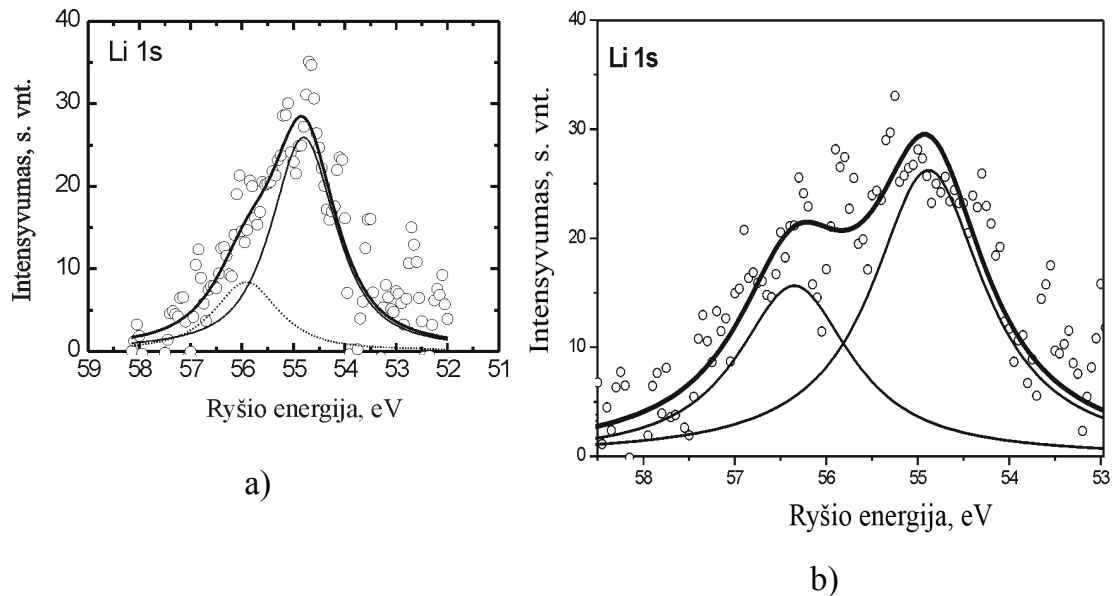 Li 1s
Intensyvumas, s. vnt.
40
30
20
10
0
59 58 57 56 55 54 53 52 51
Ryšio energija, eV
a)
Li 1s
Intensyvumas, s. vnt.
40
30
20
10
0
58 57 56 55 54 53
Ryšio energija, eV
b)